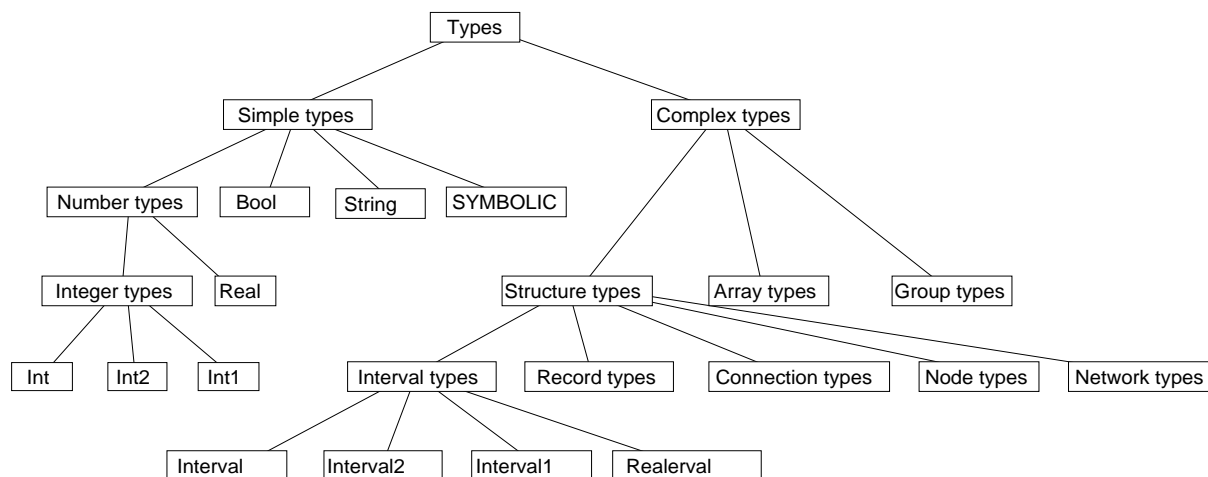 Types
Simple types
Complex types
Number types
Bool
String
SYMBOLIC
Integer types
Real
Structure types
Array types
Group types
Int
Int2
Int1
Interval types
Record types
Connection types
Node types
Network types
Interval
Interval2
Interval1
Realerval